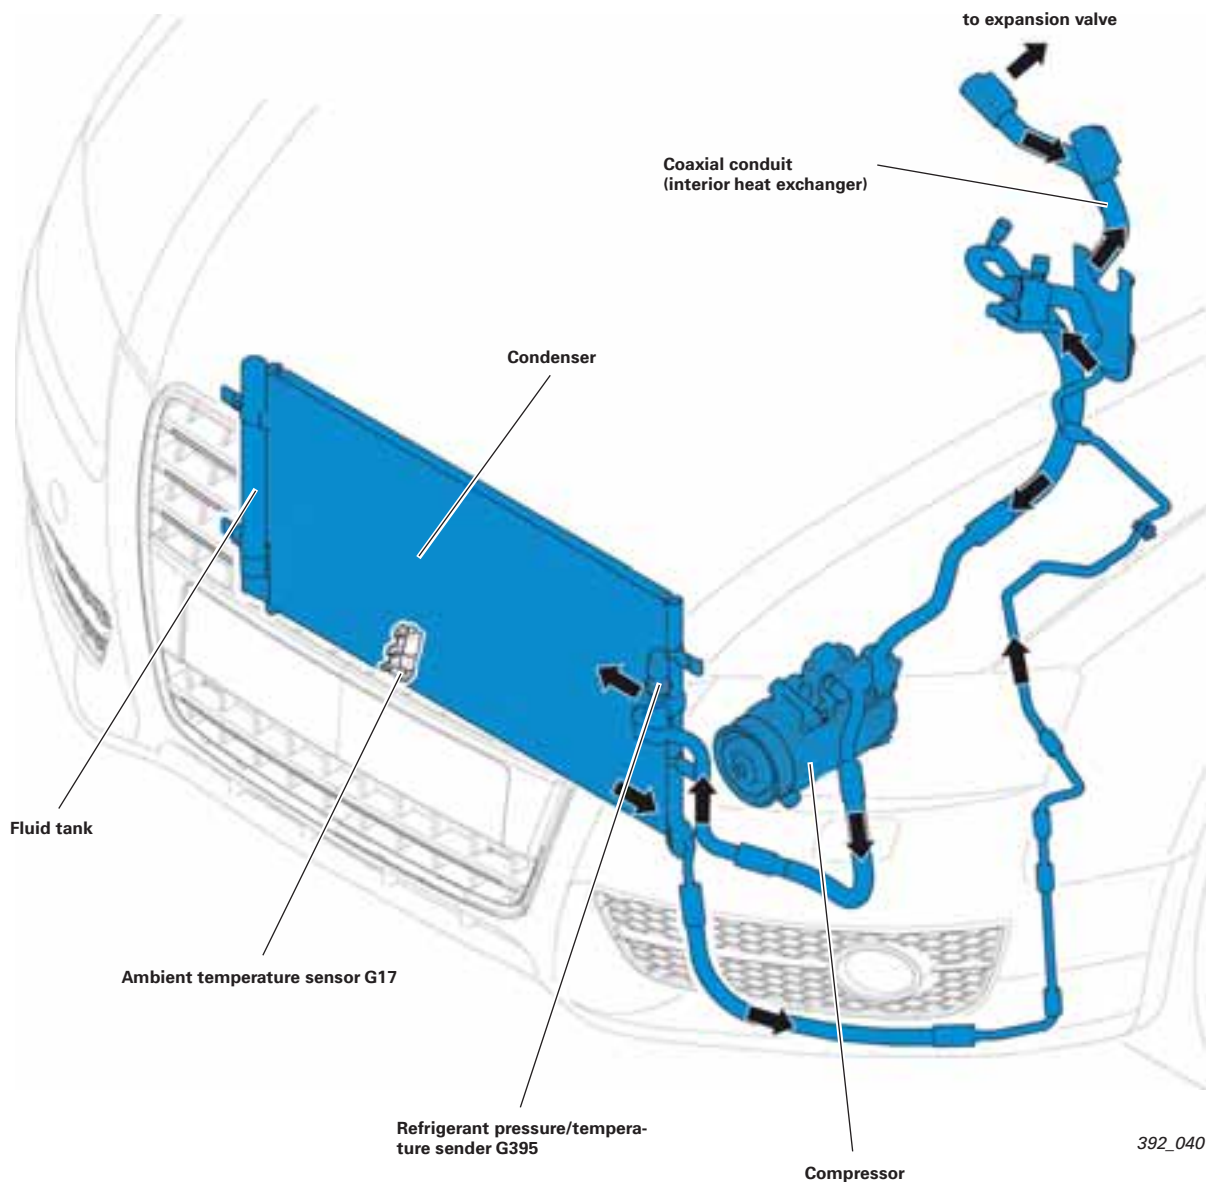 to expansion valve
Coaxial conduit
(interior heat exchanger)
Condenser
Fluid tank
Ambient temperature sensor G17
Refrigerant pressure/tempera-
ture sender G395
392_040
Compressor